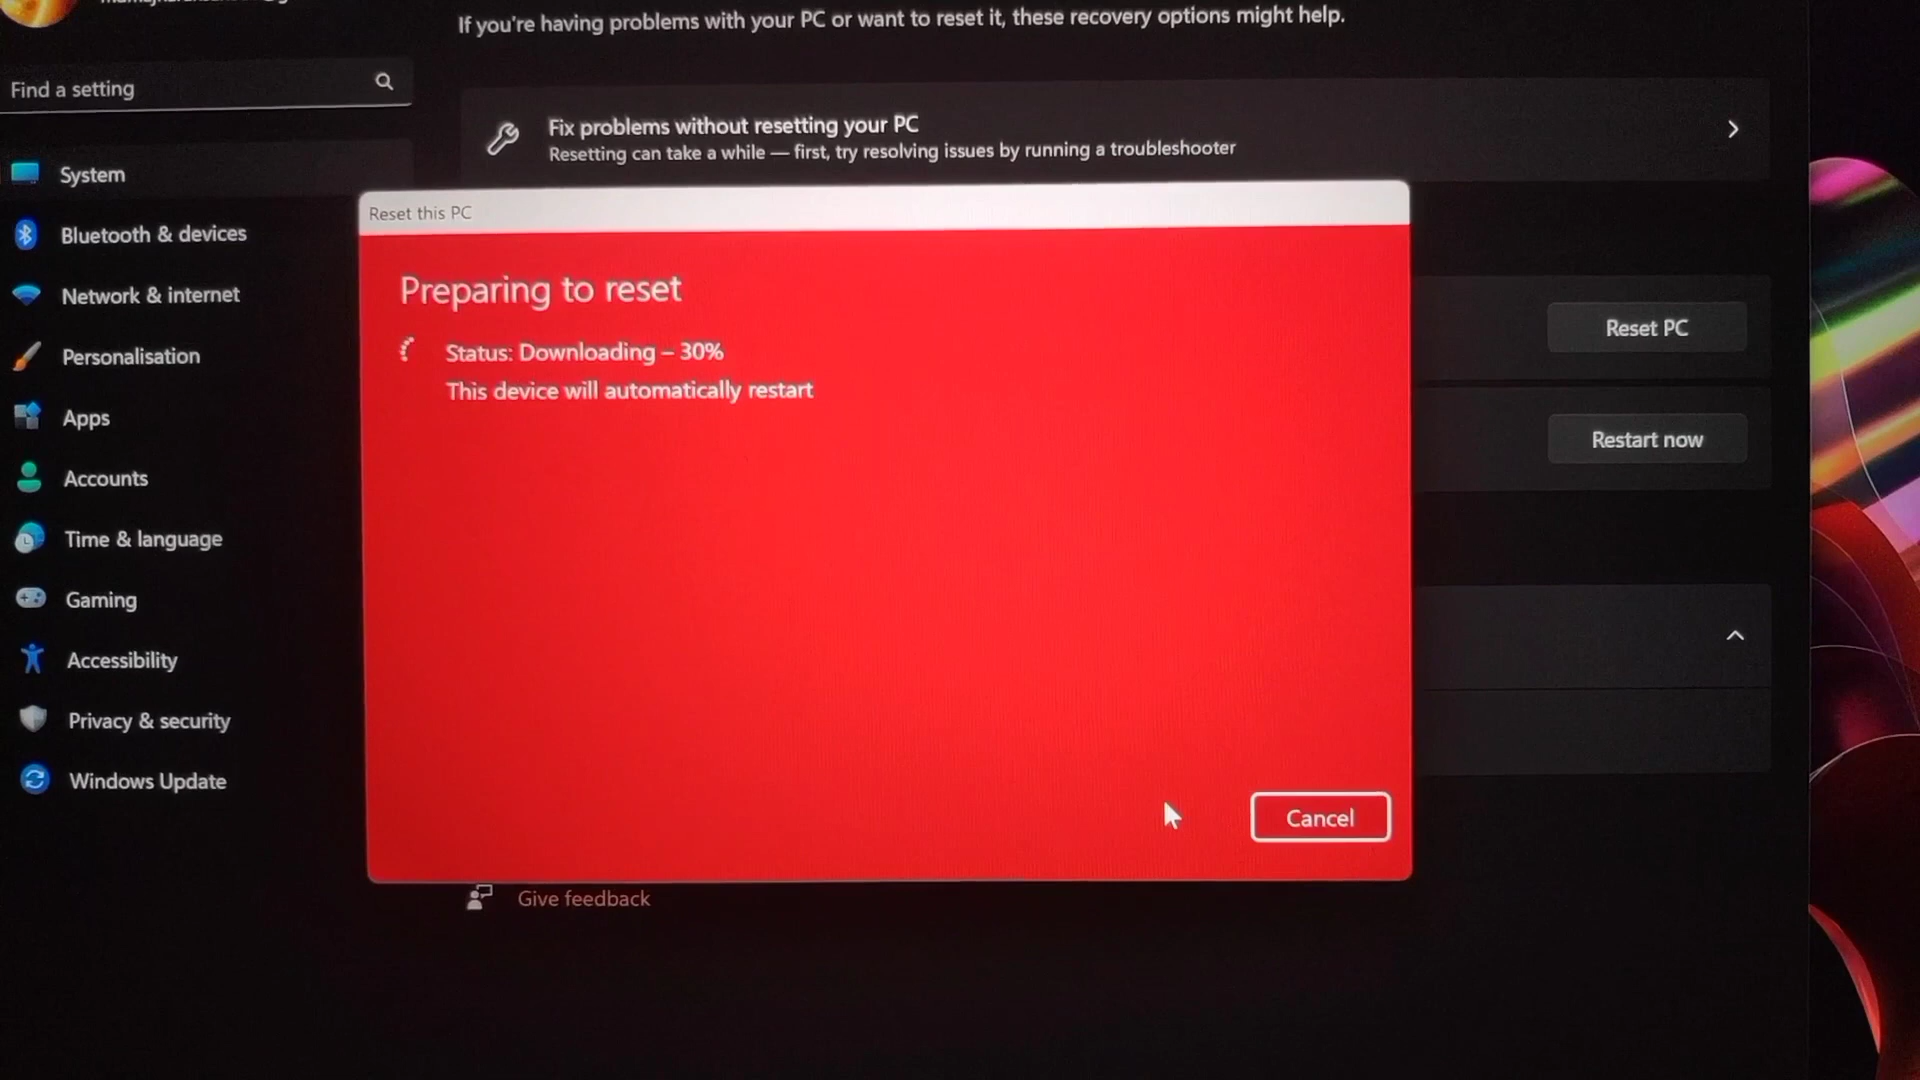 If you're having problems with your PC or want to reset it, these recovery options might help.
Find a setting
Fix problems without resetting your PC
Resetting can take a while — first, try resolving issues by running a troubleshooter
System
Bluetooth & devices
Network & internet
Personalisation
Apps
Accounts
Time & language
Gaming
Accessibility
Privacy & security
Windows Update
Reset this PC
Preparing to reset
Status: Downloading – 30%
This device will automatically restart
Cancel
Reset PC
Restart now
Give feedback